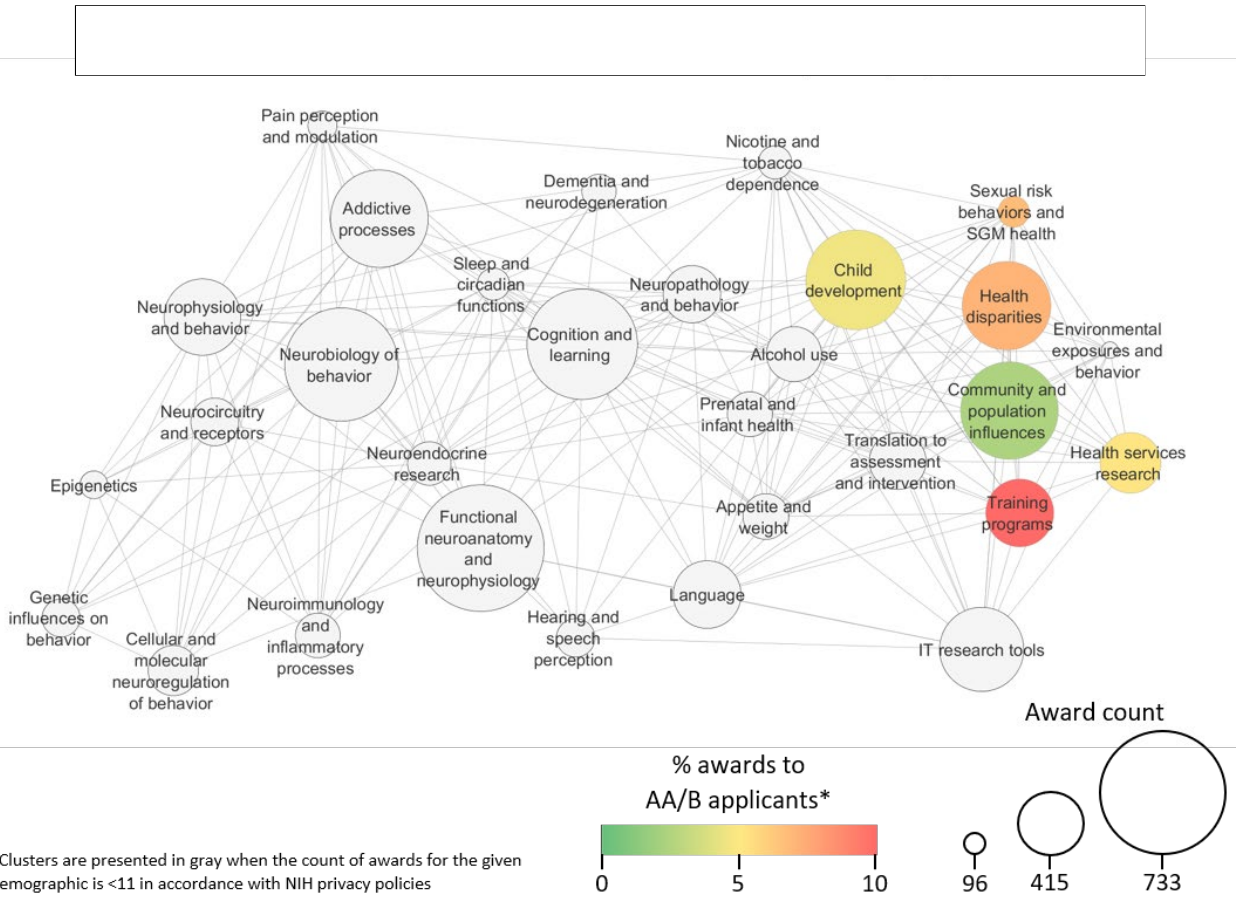 Pain perception
and modulation
Nicotine and
tobacco
dependence
Dementia and
neurodegeneration
Sexual risk
behaviors and
SGM health
Addictive
processes
Sleep and
circadian
functions
Child
development
Neuropathology
and behavior
Health
disparities
Neurophysiology
and behavior
Cognition and
learning
Environmental
exposures and
behavior
Neurobiology of
behavior
Alcohol use
Community and
population
influences
Prenatal and
infant health
Neurocircuitry
and receptors
Translation to
assessment
and intervention
Health services
research
Neuroendocrine
research
Epigenetics
Appetite and
weight
Training
programs
Functional
neuroanatomy
and
neurophysiology
Genetic
influences on
behavior
Language
Neuroimmunology
and
inflammatory
processes
Hearing and
speech
perception
Cellular and
molecular
neuroregulation
of behavior
IT research tools
Award count
% awards to
AA/B applicants*
Clusters are presented in gray when the count of awards for the given
emographic is <11 in accordance with NIH privacy policies
0 5 10
96 415 733